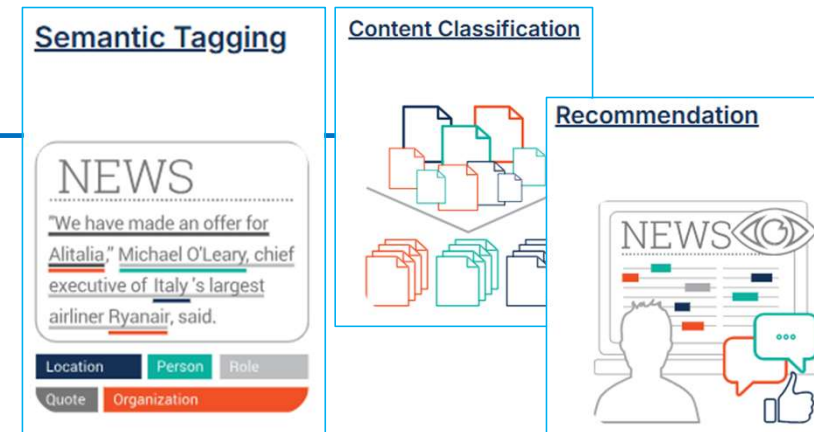 Semantic Tagging
NEWS
"We have made an offer for
Alitalia," Michael O'Leary, chief
executive of Italy 's largest
airliner Ryanair, said.
Location Person Role
Quote Organization
Content Classification
Recommendation
NEWS